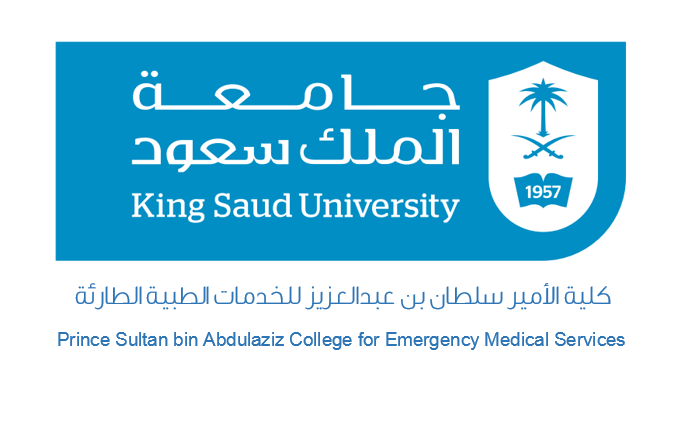 جامعة
الملك سعود
King Saud University
1957
كلية الأمير سلطان بن عبدالعزيز للخدمات الطبية الطارئة
Prince Sultan bin Abdulaziz College for Emergency Medical Services